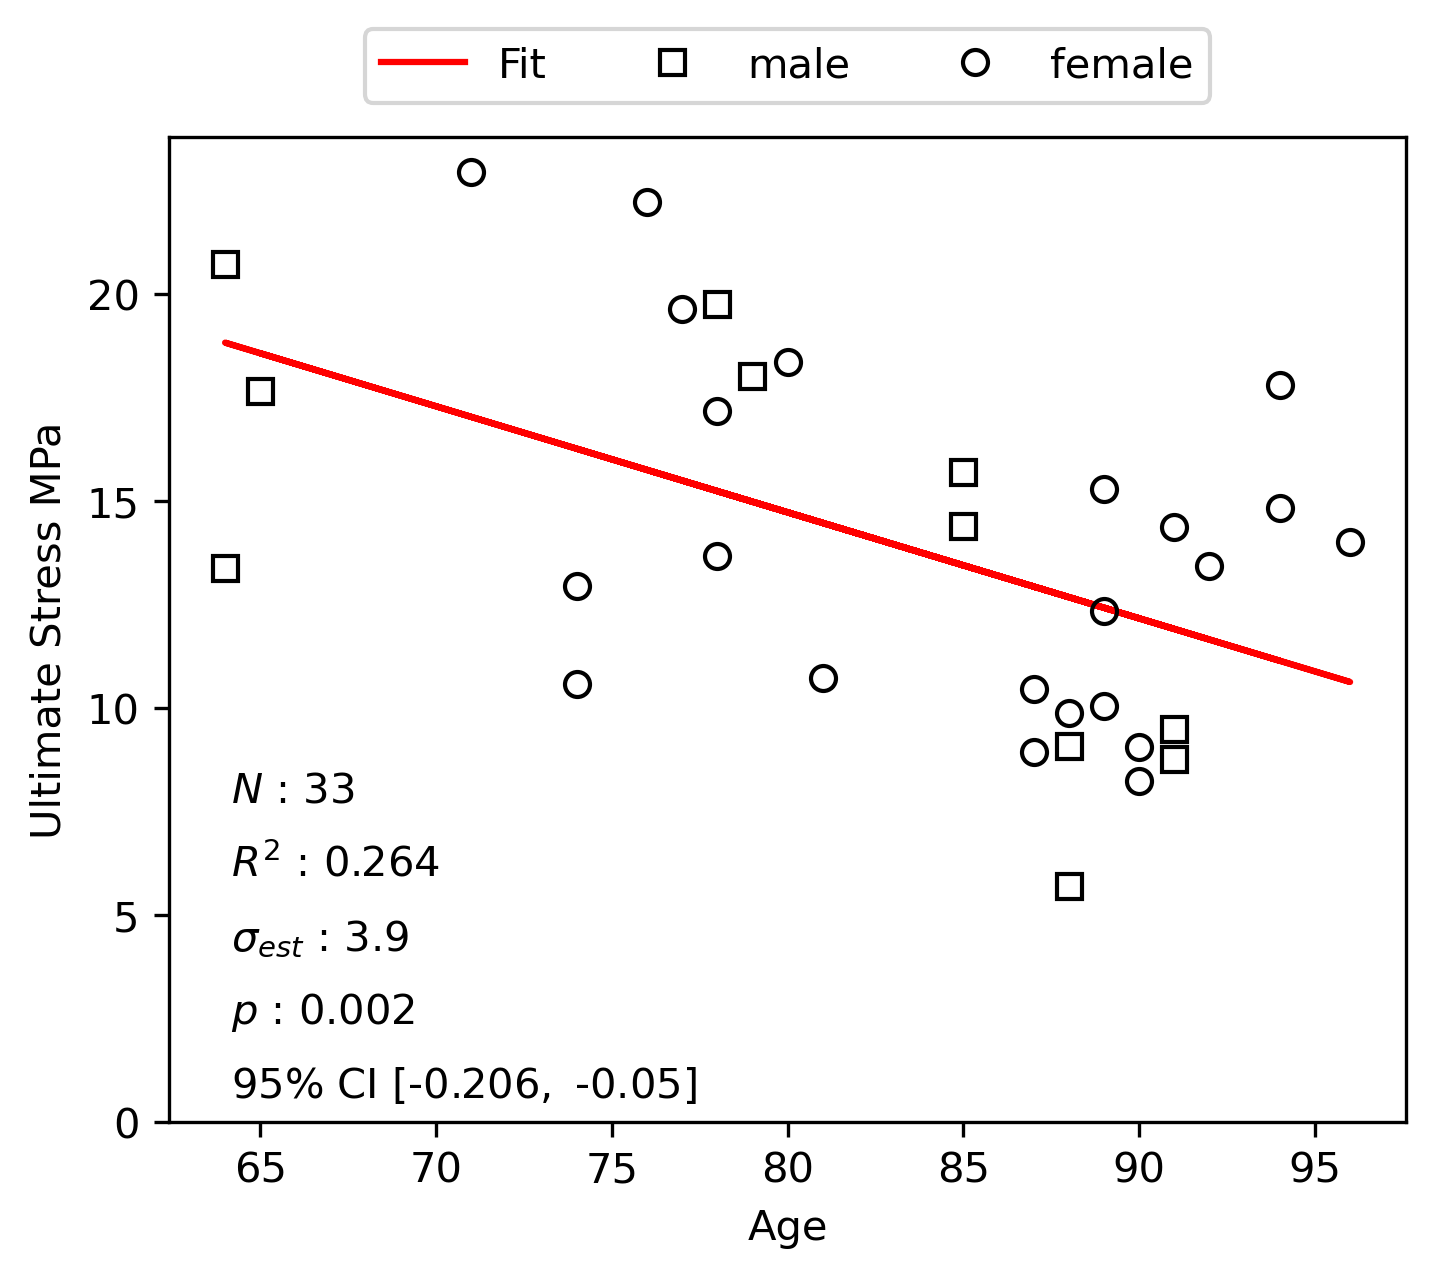 Fit male female
Ultimate Stress MPa
20
15
10
5
0
N : 33
R² : 0.264
σest : 3.9
p : 0.002
95% CI [-0.206, -0.05]
65 70 75 80 85 90 95
Age